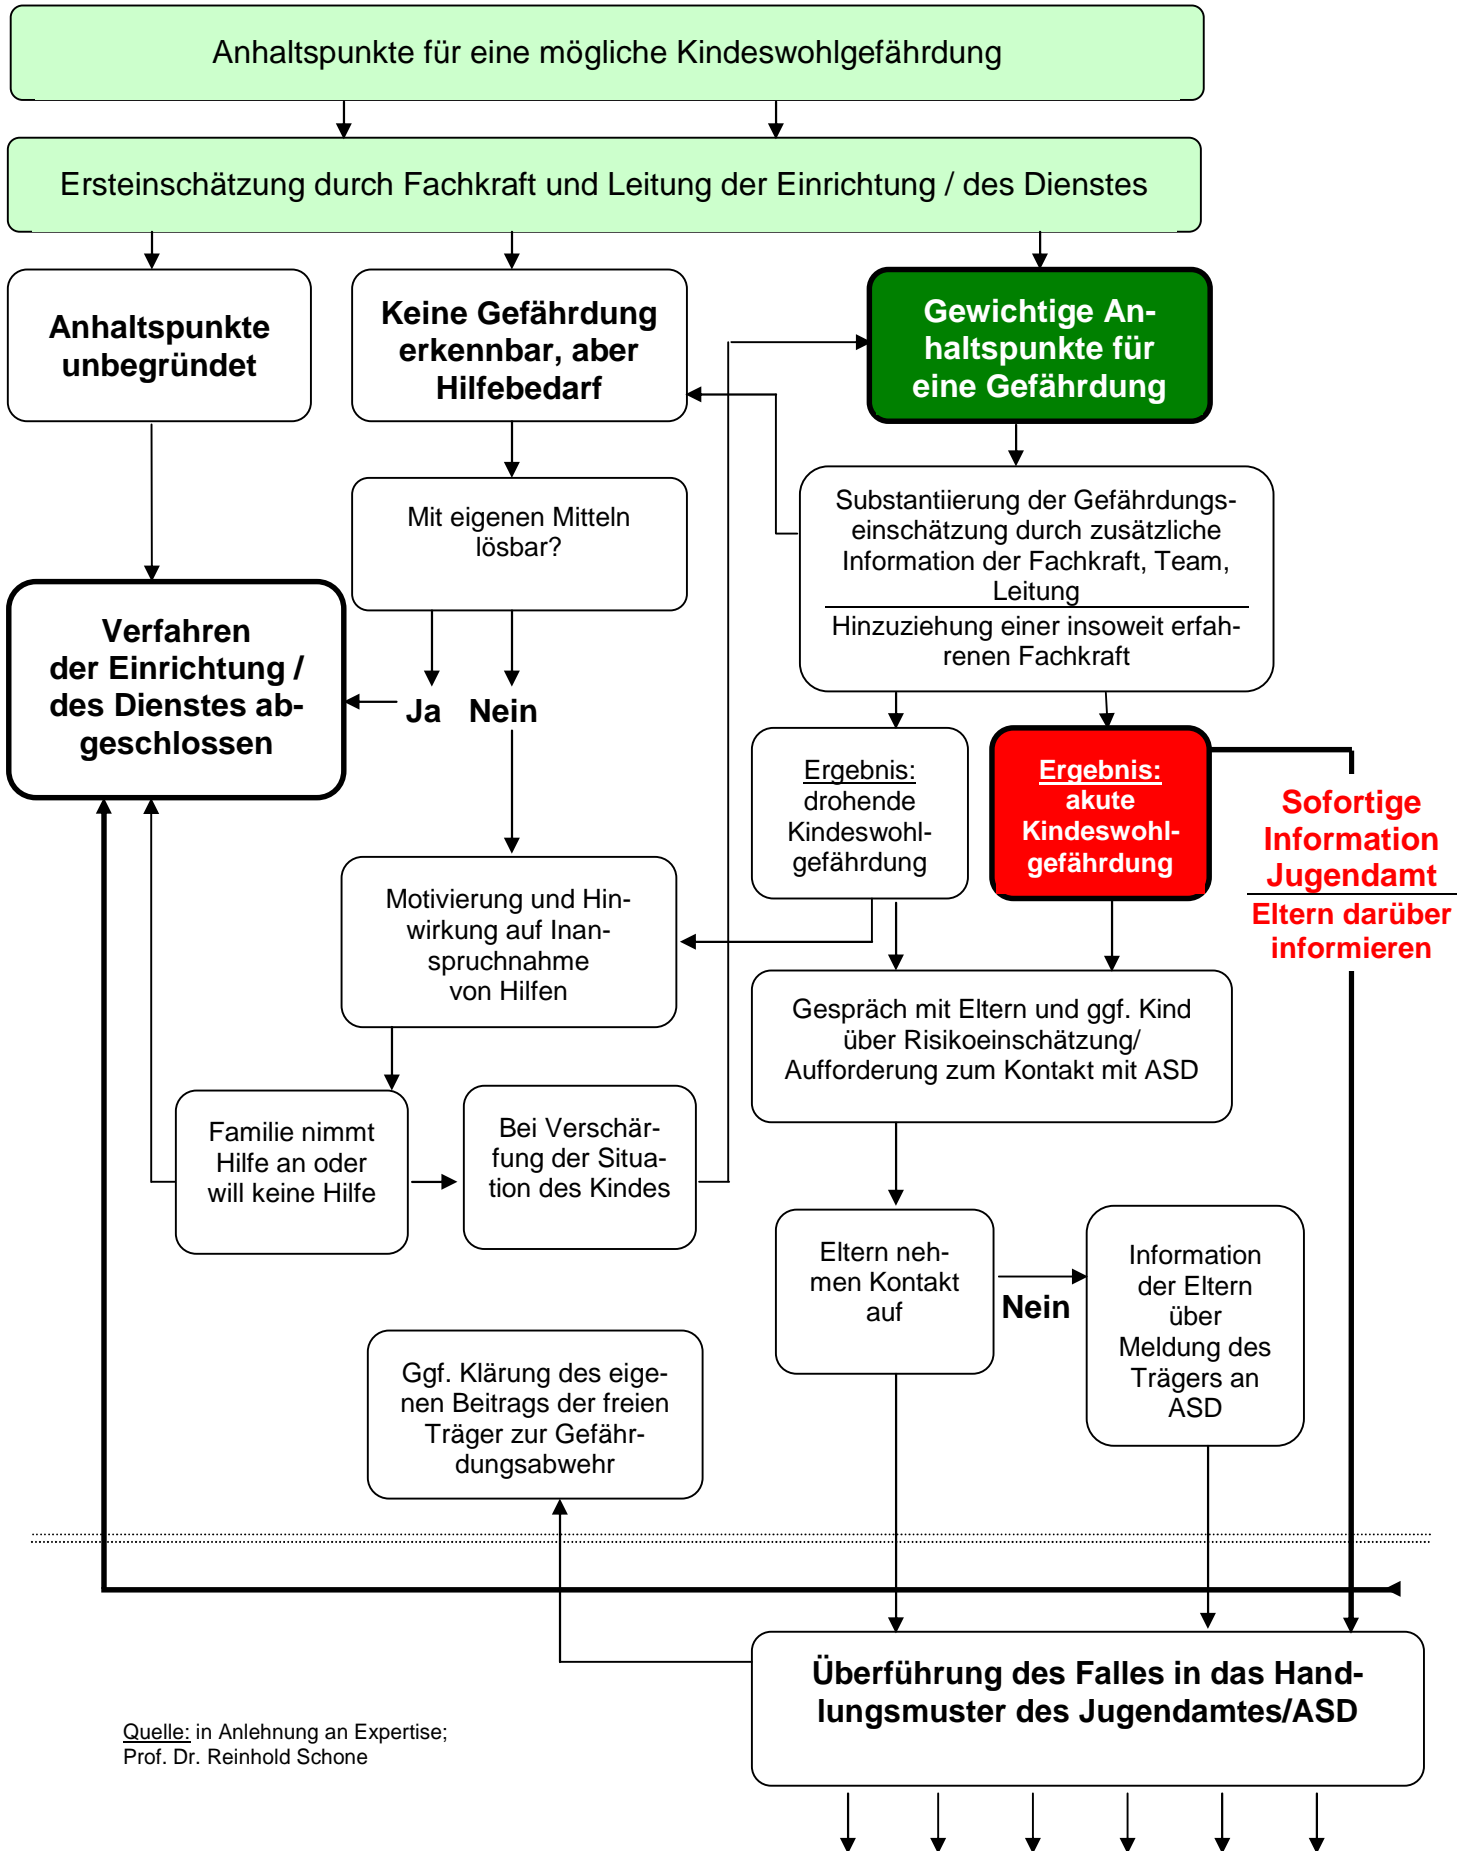 Anhaltspunkte für eine mögliche Kindeswohlgefährdung
Ersteinschätzung durch Fachkraft und Leitung der Einrichtung / des Dienstes
Anhaltspunkte
unbegründet
Keine Gefährdung
erkennbar, aber
Hilfebedarf
Gewichtige An-
haltspunkte für
eine Gefährdung
Mit eigenen Mitteln
lösbar?
Substantiierung der Gefährdungs-
einschätzung durch zusätzliche
Information der Fachkraft, Team,
Leitung
Hinzuziehung einer insoweit erfah-
renen Fachkraft
Verfahren
der Einrichtung /
des Dienstes ab-
geschlossen
Ja Nein
Ergebnis:
drohende
Kindeswohl-
gefährdung
Ergebnis:
akute
Kindeswohl-
gefährdung
Sofortige
Information
Jugendamt
Eltern darüber
informieren
Motivierung und Hin-
wirkung auf Inan-
spruchnahme
von Hilfen
Gespräch mit Eltern und ggf. Kind
über Risikoeinschätzung/
Aufforderung zum Kontakt mit ASD
Familie nimmt
Hilfe an oder
will keine Hilfe
Bei Verschär-
fung der Situa-
tion des Kindes
Eltern neh-
men Kontakt
auf
Nein
Information
der Eltern
über
Meldung des
Trägers an
ASD
Ggf. Klärung des eige-
nen Beitrags der freien
Träger zur Gefähr-
dungsabwehr
Überführung des Falles in das Hand-
lungsmuster des Jugendamtes/ASD
Quelle: in Anlehnung an Expertise;
Prof. Dr. Reinhold Schone